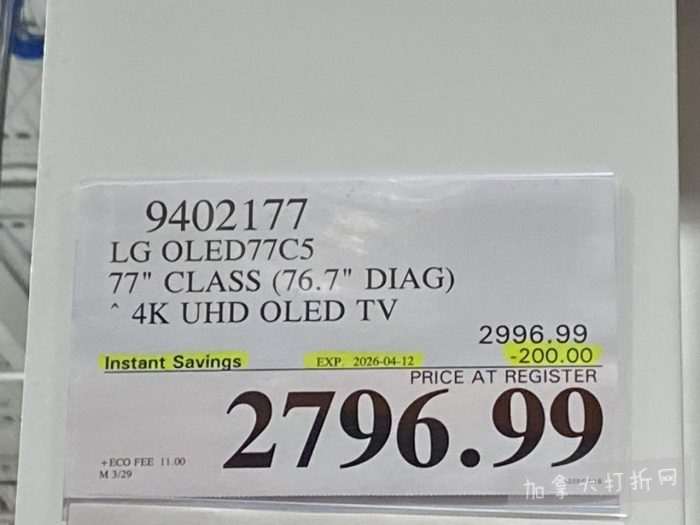 9402177
LG OLED77C5
77" CLASS (76.7" DIAG)
^ 4K UHD OLED TV
2996.99
Instant Savings EXP. 2026-04-12 -200.00
PRICE AT REGISTER
2796.99
+ECO FEE 11.00
M 3/29
加拿大打折网